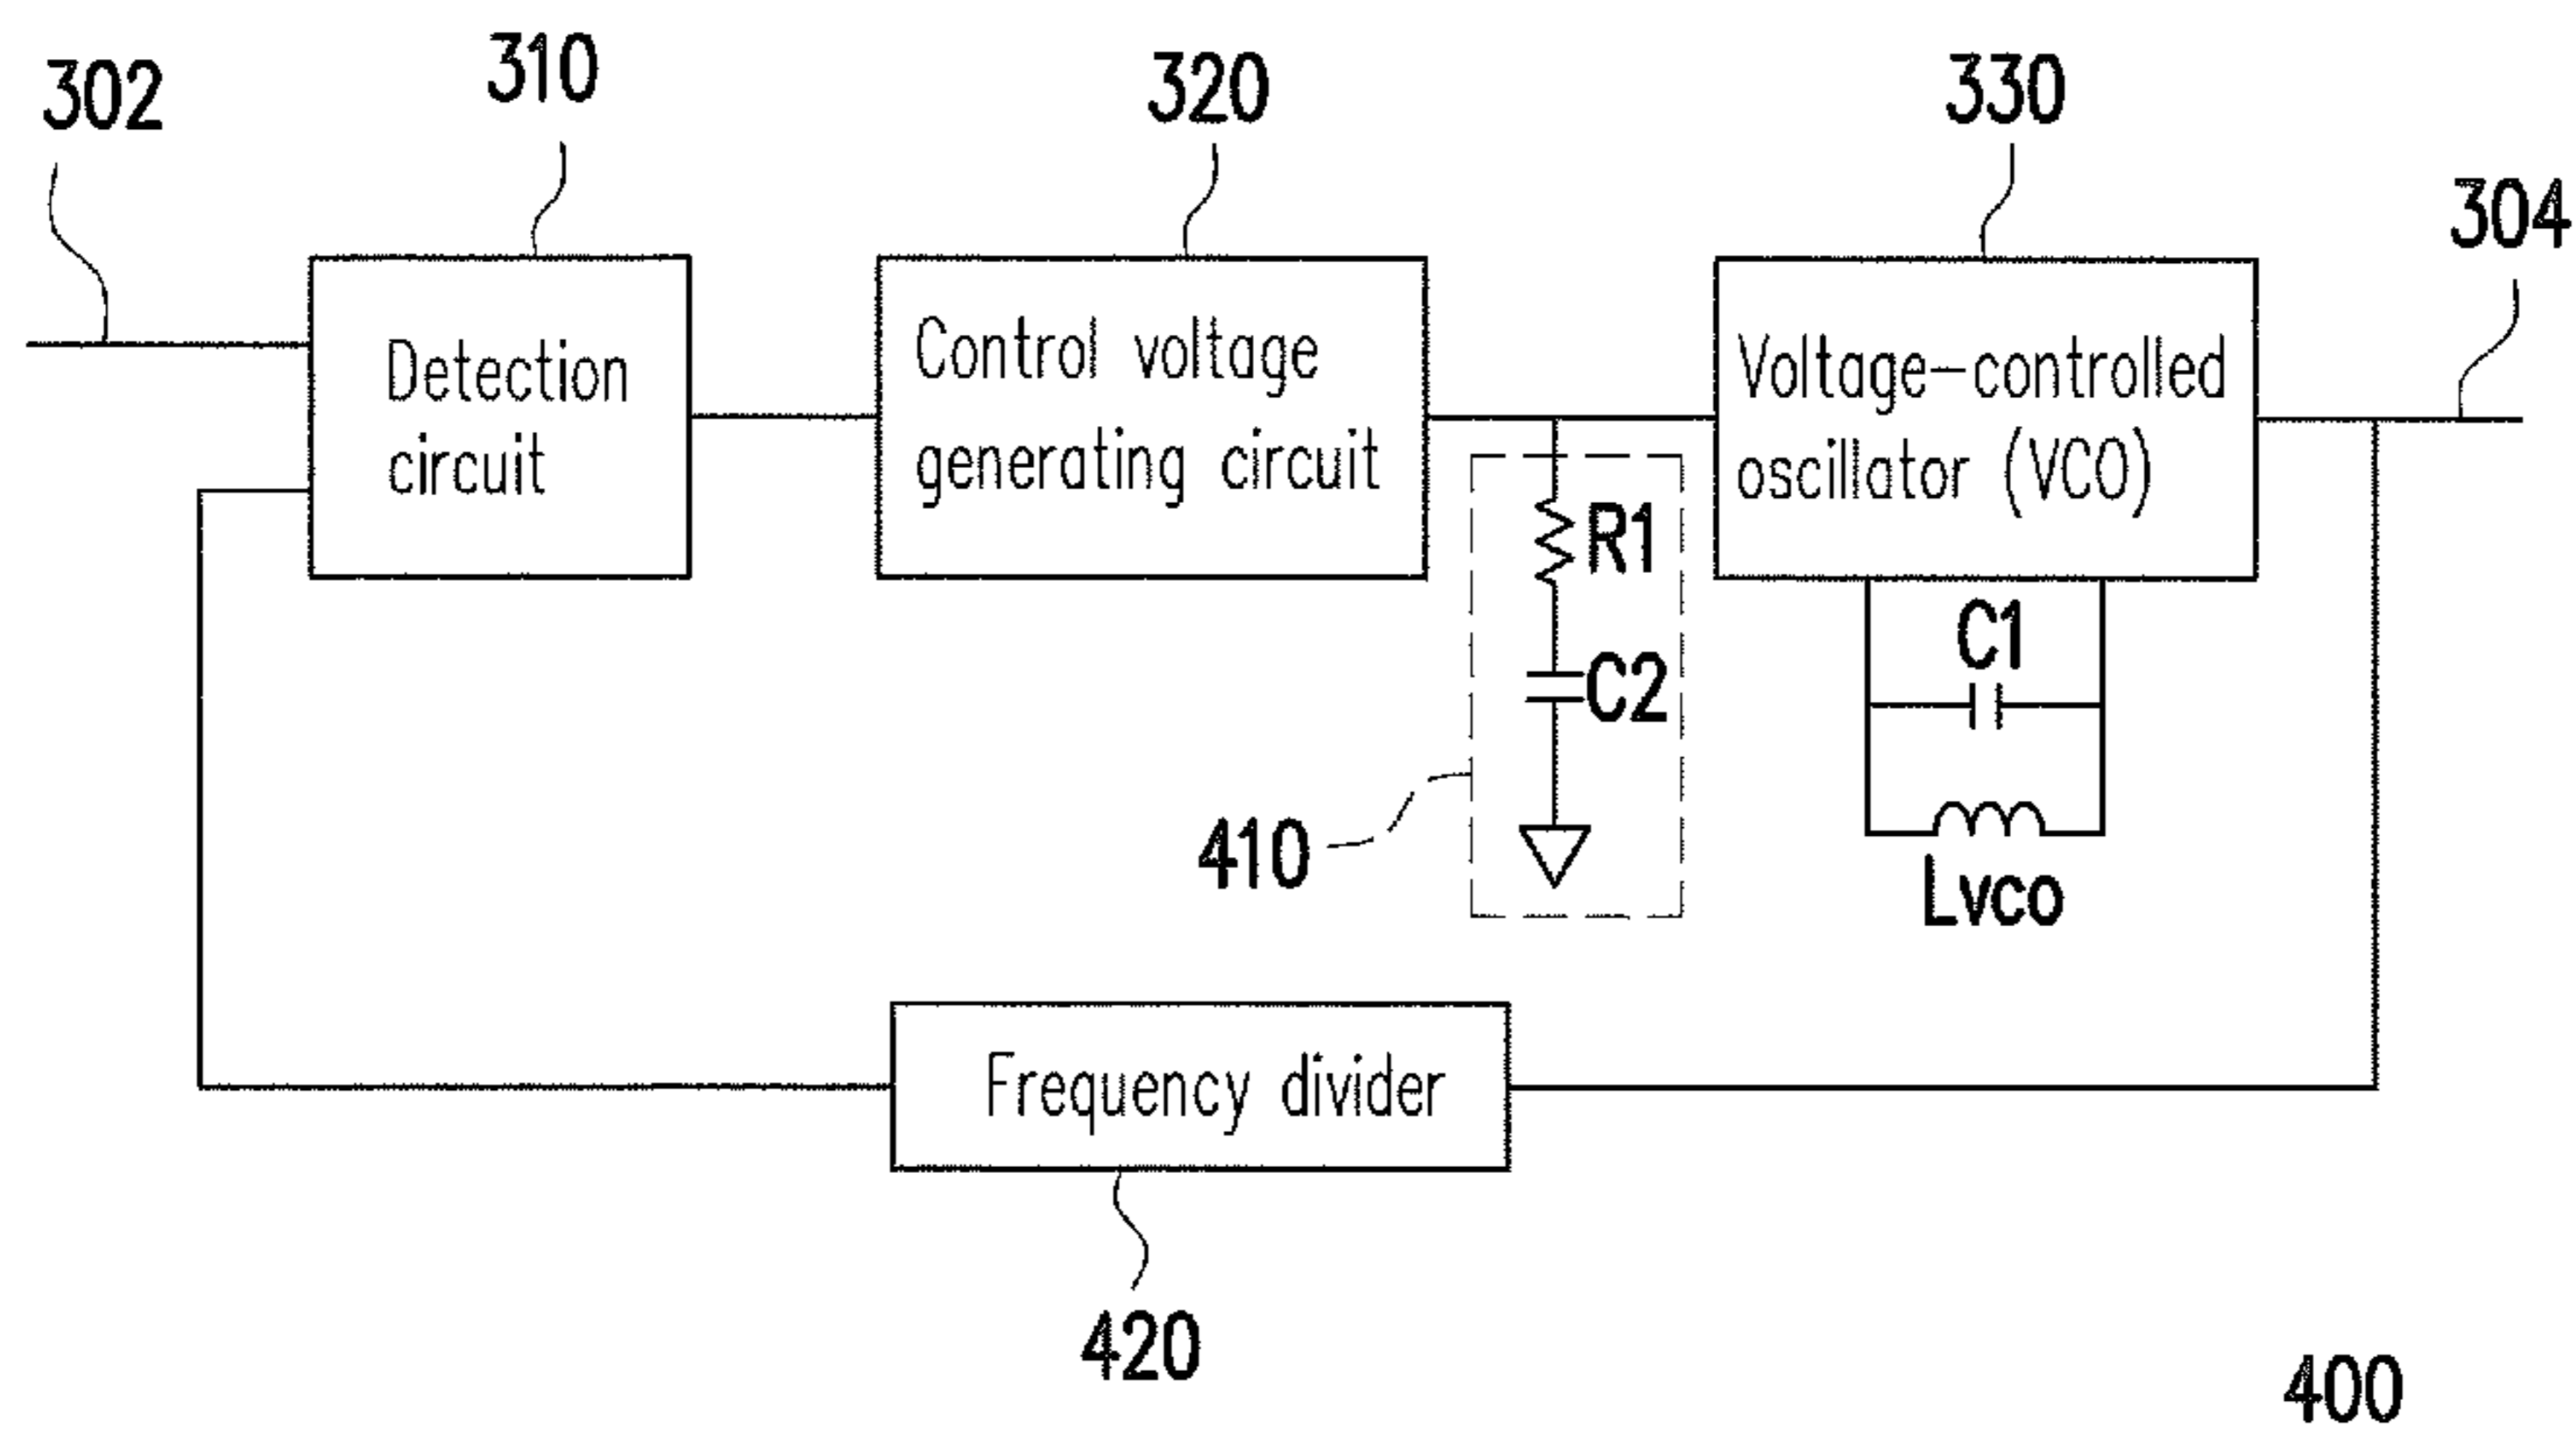 302
310
320
330
304
Detection
circuit
Control voltage
generating circuit
Voltage-controlled
oscillator (VCO)
R1
C2
C1
Lvco
410
Frequency divider
420
400